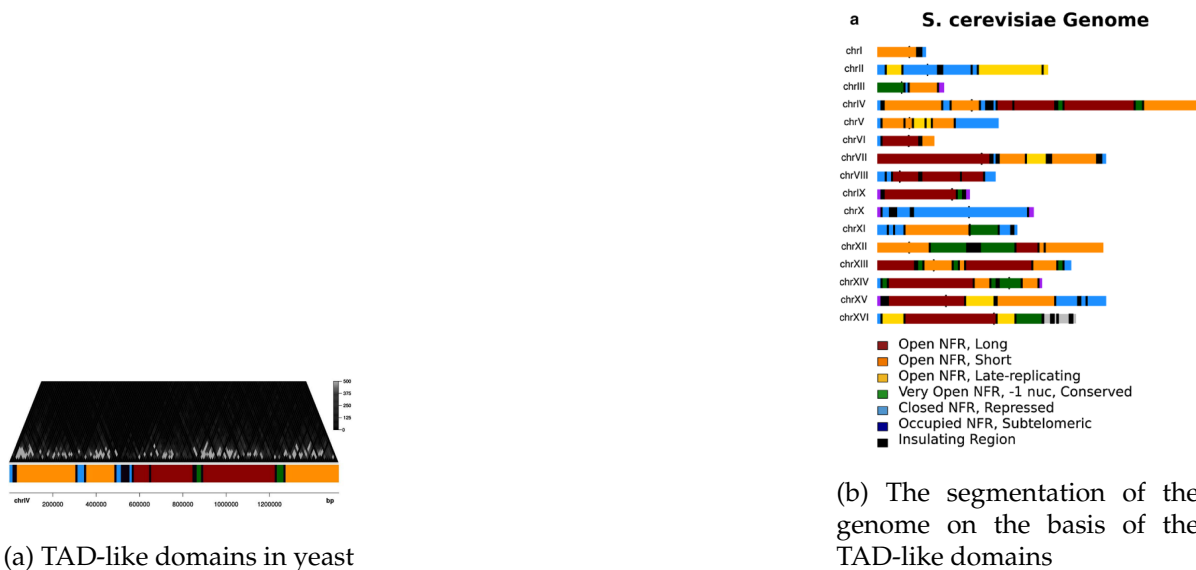 a
S. cerevisiae Genome
chrI
chrII
chrIII
chrIV
chrV
chrVI
chrVII
chrVIII
chrIX
chrX
chrXI
chrXII
chrXIII
chrXIV
chrXV
chrXVI
Open NFR, Long
Open NFR, Short
Open NFR, Late-replicating
Very Open NFR, -1 nuc, Conserved
Closed NFR, Repressed
Occupied NFR, Subtelomeric
Insulating Region
500
375
250
125
0
chrIV 200000 400000 600000 800000 1000000 1200000 bp
(a) TAD-like domains in yeast
(b) The segmentation of the
genome on the basis of the
TAD-like domains